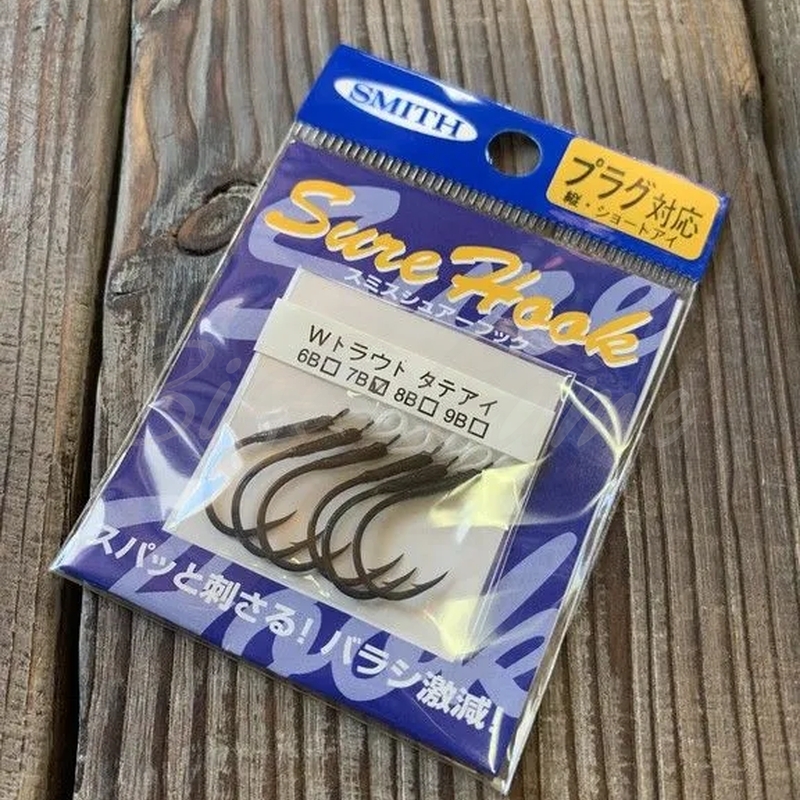 SMITH
プラグ対応
縦・ショートアイ
Sure Hook
スミスシュアーフック
Wトラウト タテアイ
6B□ 7B☑ 8B□ 9B□
スパッと刺さる! バラシ激減!